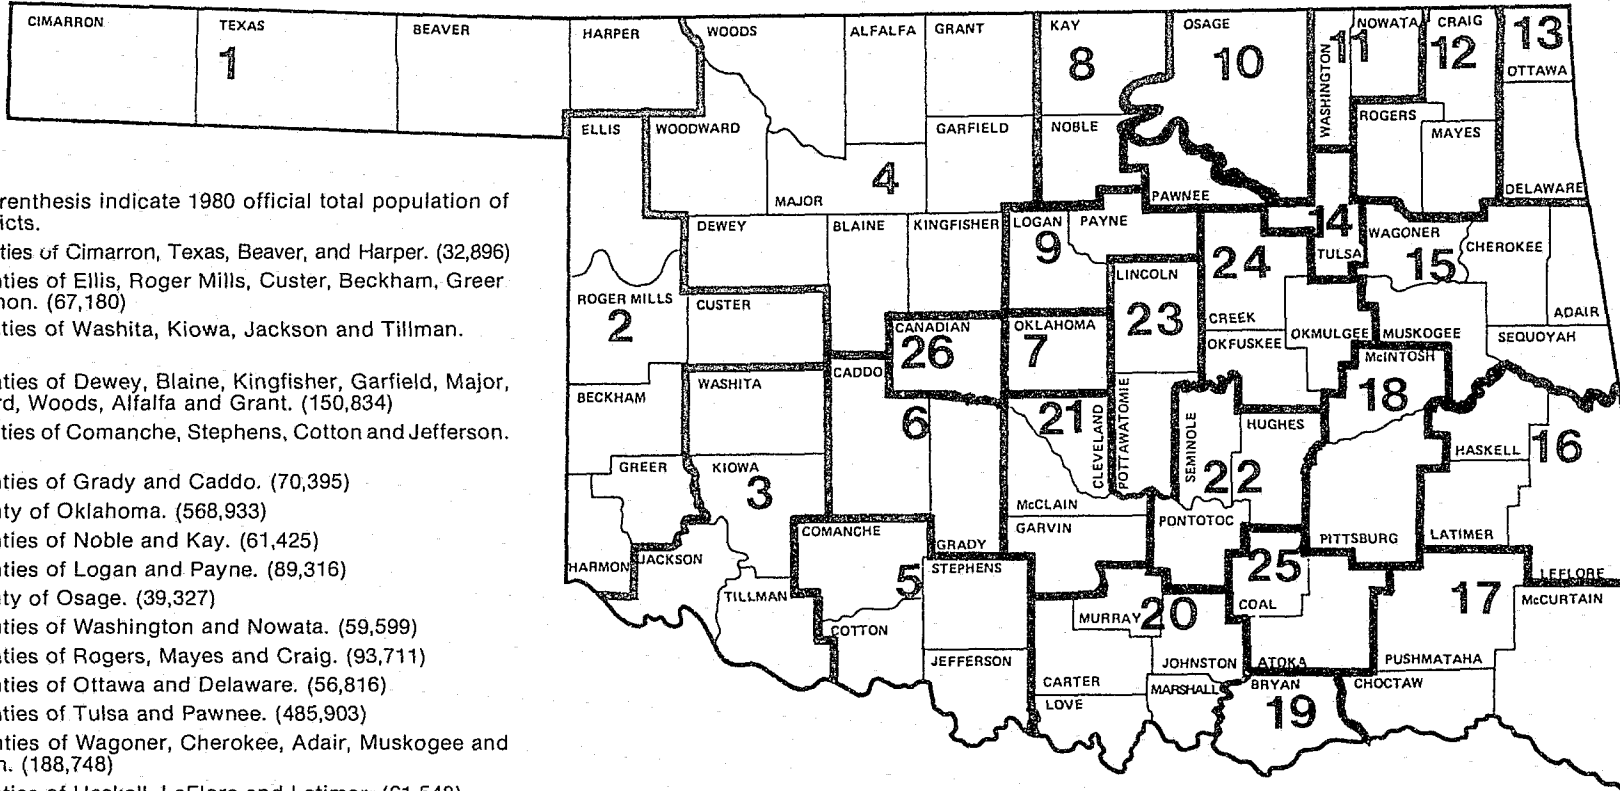 renthesis indicate 1980 official total population of
icts.
ties of Cimarron, Texas, Beaver, and Harper. (32,896)
ties of Ellis, Roger Mills, Custer, Beckham, Greer
non. (67,180)
ties of Washita, Kiowa, Jackson and Tillman.
ties of Dewey, Blaine, Kingfisher, Garfield, Major,
rd, Woods, Alfalfa and Grant. (150,834)
ties of Comanche, Stephens, Cotton and Jefferson.
ties of Grady and Caddo. (70,395)
ty of Oklahoma. (568,933)
ties of Noble and Kay. (61,425)
ties of Logan and Payne. (89,316)
ty of Osage. (39,327)
ties of Washington and Nowata. (59,599)
ties of Rogers, Mayes and Craig. (93,711)
ties of Ottawa and Delaware. (56,816)
ties of Tulsa and Pawnee. (485,903)
ties of Wagoner, Cherokee, Adair, Muskogee and
h. (188,748)
ties of Haskell, LeFlore and Latimer. (61,548)
CIMARRON
TEXAS
1
BEAVER
HARPER
WOODS
ALFALFA
GRANT
KAY
8
OSAGE
10
WASHINGTON
11
NOWATA
CRAIG
12
13
OTTAWA
ELLIS
WOODWARD
MAJOR
4
GARFIELD
NOBLE
PAWNEE
ROGERS
MAYES
DELAWARE
DEWEY
BLAINE
KINGFISHER
LOGAN
9
PAYNE
14
TULSA
WAGONER
15
CHEROKEE
ADAIR
ROGER MILLS
2
CUSTER
CANADIAN
26
OKLAHOMA
7
LINCOLN
23
24
CREEK
OKFUSKEE
OKMULGEE
MUSKOGEE
SEQUOYAH
BECKHAM
WASHITA
CADDO
6
21
CLEVELAND
POTTAWATOMIE
SEMINOLE
22
HUGHES
McINTOSH
18
HASKELL
16
GREER
KIOWA
3
McCLAIN
GARVIN
PONTOTOC
PITTSBURG
LATIMER
HARMON
JACKSON
TILLMAN
COMANCHE
5
COTTON
GRADY
STEPHENS
JEFFERSON
MURRAY
20
25
COAL
LEFLORE
17
McCURTAIN
CARTER
LOVE
JOHNSTON
MARSHALL
ATOKA
BRYAN
19
CHOCTAW
PUSHMATAHA